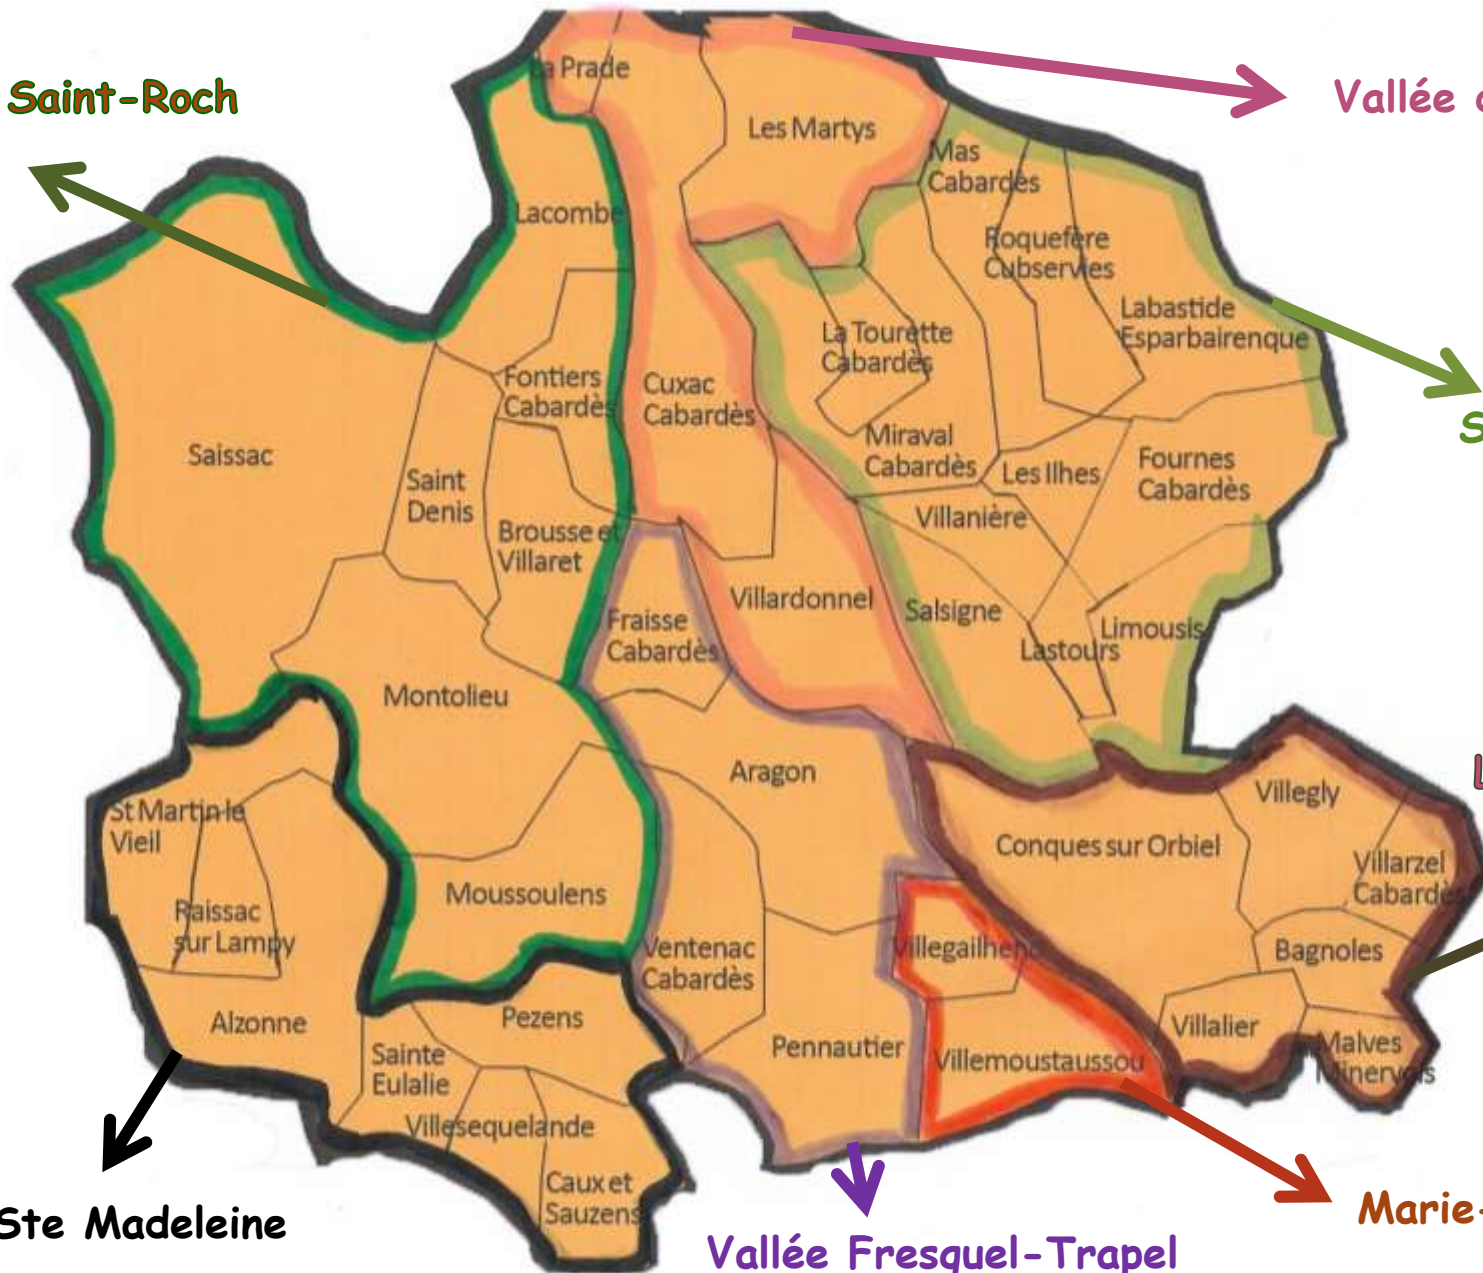 La Prade
Saint-Roch
Vallée
Les Martys
Mas
Cabardès
Lacombe
Roquefère
Cubservies
Labastide
Esparbairenque
La Tourette
Cabardès
Fontiers
Cabardès
Cuxac
Cabardès
Miraval
Cabardès
Saissac
Les Ilhes
Fournes
Cabardès
Saint
Denis
Villanière
Brousse et
Villaret
Villardonnel
Salsigne
Fraisse
Cabardès
Limousis
Lastours
Montolieu
Aragon
Villegly
St Martin le
Vieil
Conques sur Orbiel
Villarzel
Cabardès
Moussoulens
Raissac
sur Lampy
Ventenac
Cabardès
Villegailhenc
Bagnoles
Alzonne
Pezens
Villalier
Pennautier
Malves
Minervois
Sainte
Eulalie
Villemoustaussou
Villesequelande
Caux et
Sauzens
Ste Madeleine
Marie-
Vallée Fresquel-Trapel